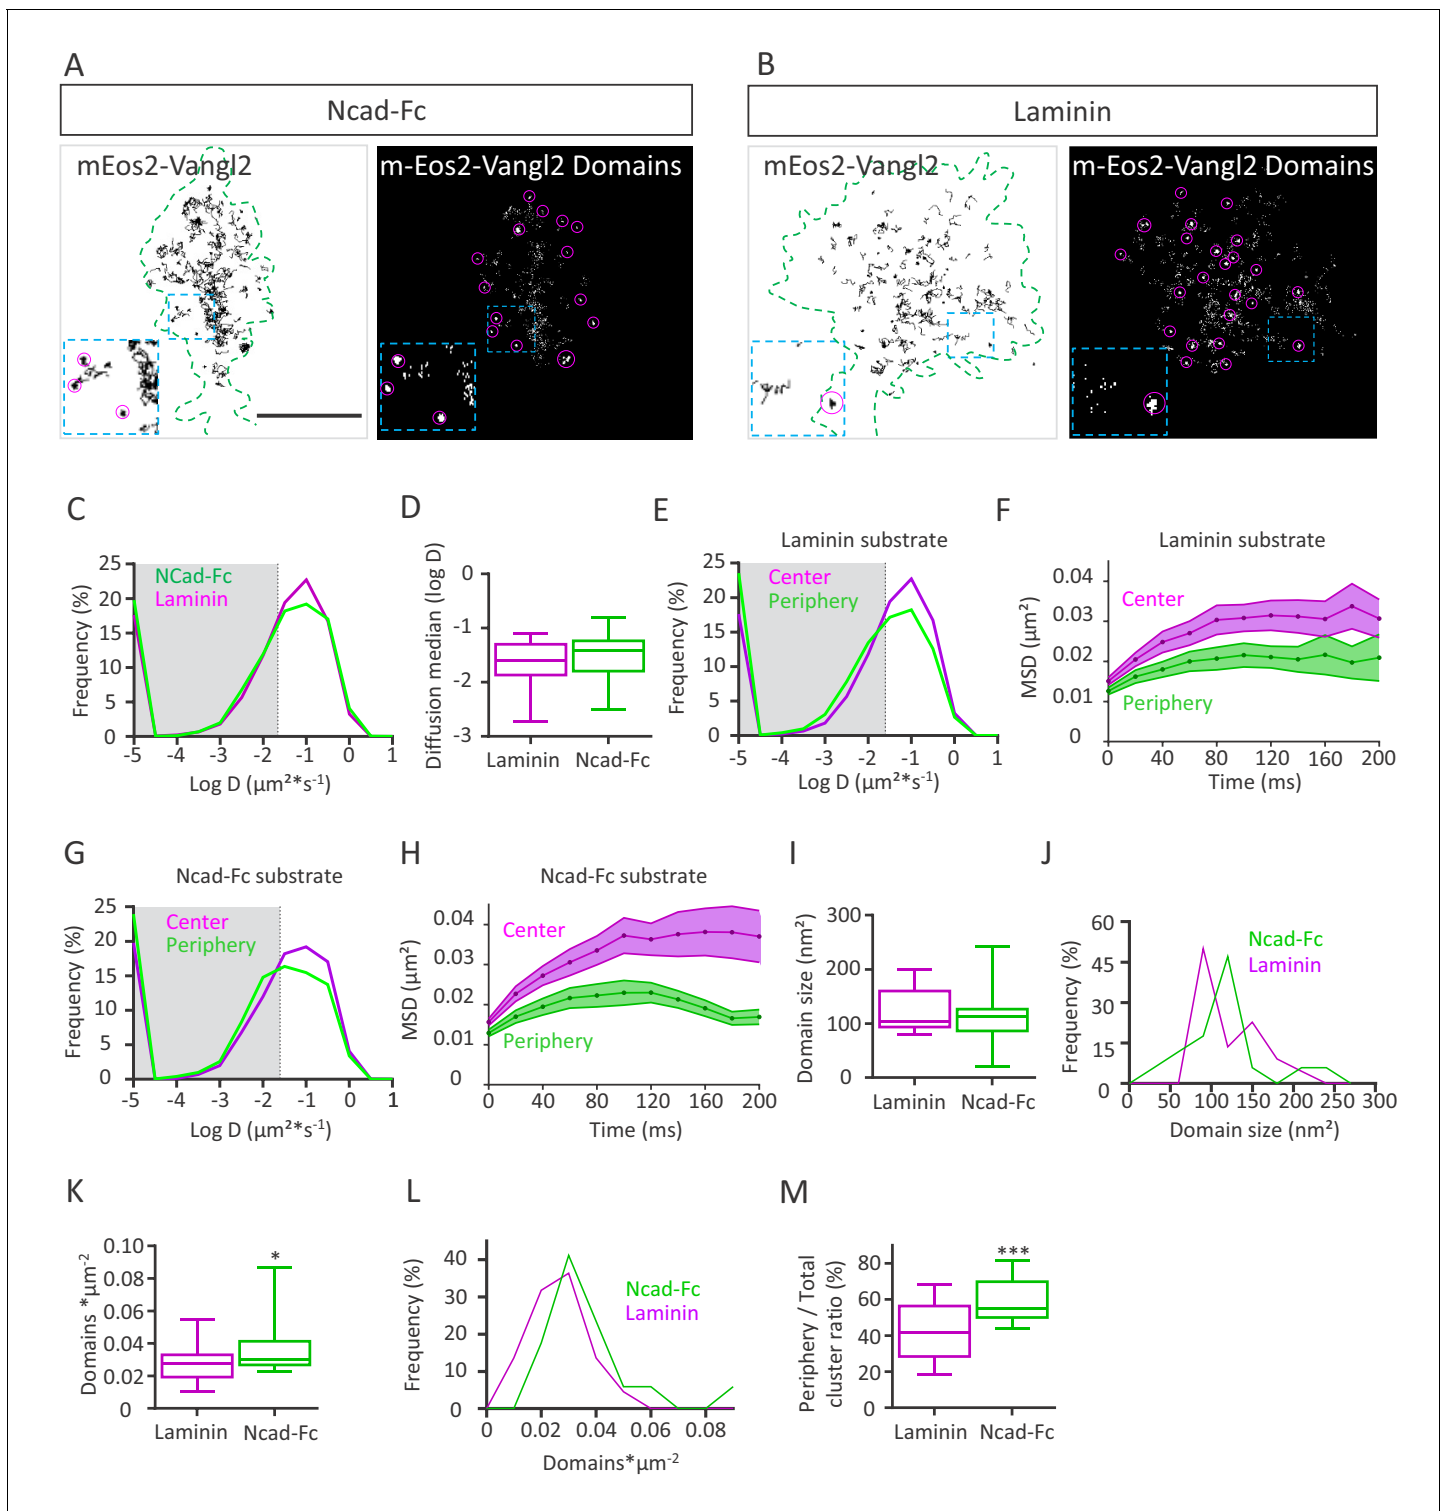 A
B
Ncad-Fc
Laminin
mEos2-Vangl2
m-Eos2-Vangl2 Domains
mEos2-Vangl2
m-Eos2-Vangl2 Domains
C
Frequency (%)
25
20
15
10
5
0
NCad-Fc
Laminin
-5 -4 -3 -2 -1 0 1
Log D (µm²*s⁻¹)
D
Diffusion median (log D)
0
-1
-2
-3
Laminin Ncad-Fc
E
Laminin substrate
Frequency (%)
25
20
15
10
5
0
Center
Periphery
-5 -4 -3 -2 -1 0 1
Log D (µm²*s⁻¹)
F
Laminin substrate
MSD (µm²)
0.04
0.03
0.02
0.01
0
Center
Periphery
0 40 80 120 160 200
Time (ms)
G
Ncad-Fc substrate
Frequency (%)
25
20
15
10
5
0
Center
Periphery
-5 -4 -3 -2 -1 0 1
Log D (µm²*s⁻¹)
H
Ncad-Fc substrate
MSD (µm²)
0.04
0.03
0.02
0.01
0
Center
Periphery
0 40 80 120 160 200
Time (ms)
I
Domain size (nm²)
300
200
100
0
Laminin Ncad-Fc
J
Frequency (%)
60
45
30
15
0
Ncad-Fc
Laminin
0 50 100 150 200 250 300
Domain size (nm²)
K
Domains *µm⁻²
0.10
0.08
0.06
0.04
0.02
0
*
Laminin Ncad-Fc
L
Frequency (%)
40
30
20
10
0
Ncad-Fc
Laminin
0 0.02 0.04 0.06 0.08
Domains*µm⁻²
M
Periphery / Total
cluster ratio (%)
80
60
40
20
0
***
Laminin Ncad-Fc